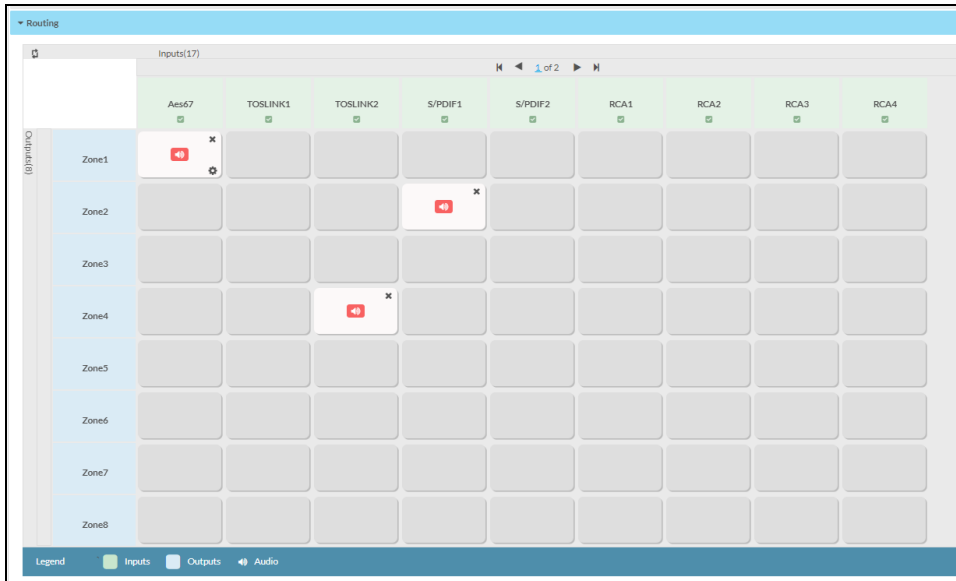 Routing
Inputs(17)
1 of 2
Aes67 TOSLINK1 TOSLINK2 S/PDIF1 S/PDIF2 RCA1 RCA2 RCA3 RCA4
Outputs(8)
Zone1
Zone2
Zone3
Zone4
Zone5
Zone6
Zone7
Zone8
Legend Inputs Outputs Audio